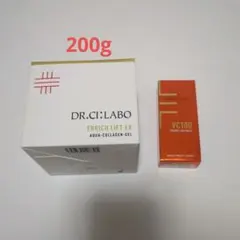 200g
DR.CI:LABO
ENRICH LIFT EX
AQUA-COLLAGEN-GEL
VC100